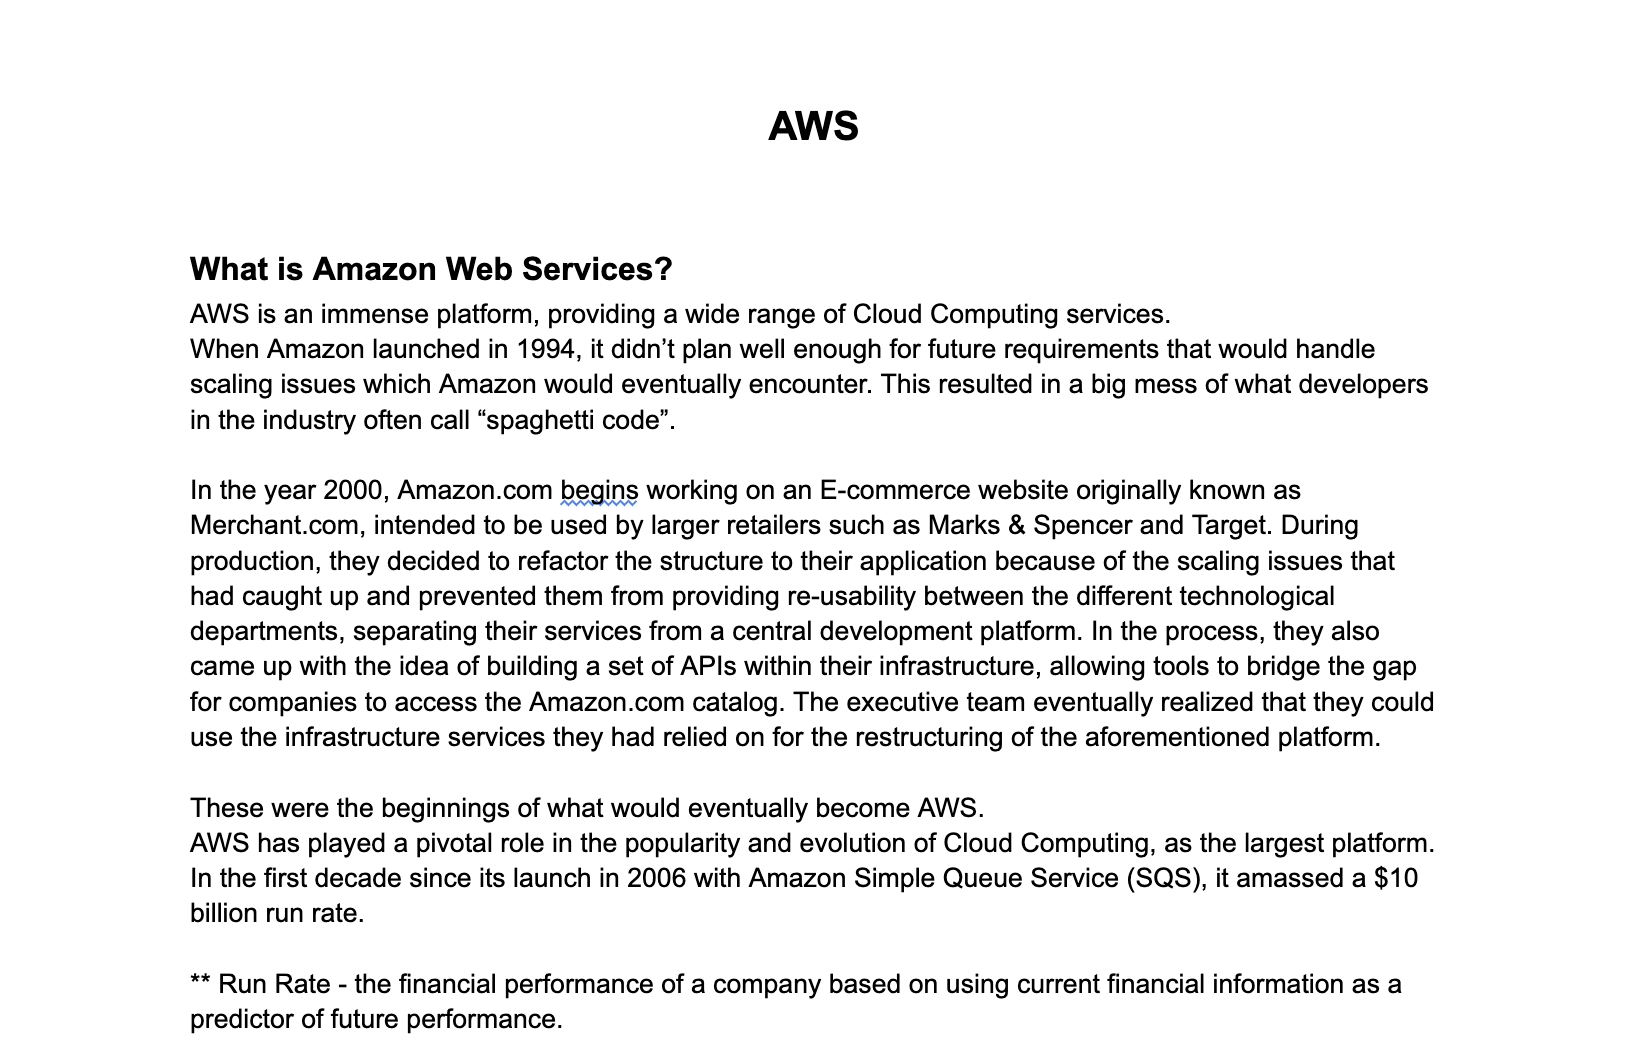 AWS
What is Amazon Web Services?
AWS is an immense platform, providing a wide range of Cloud Computing services.
When Amazon launched in 1994, it didn’t plan well enough for future requirements that would handle
scaling issues which Amazon would eventually encounter. This resulted in a big mess of what developers
in the industry often call “spaghetti code”.
In the year 2000, Amazon.com begins working on an E-commerce website originally known as
Merchant.com, intended to be used by larger retailers such as Marks & Spencer and Target. During
production, they decided to refactor the structure to their application because of the scaling issues that
had caught up and prevented them from providing re-usability between the different technological
departments, separating their services from a central development platform. In the process, they also
came up with the idea of building a set of APIs within their infrastructure, allowing tools to bridge the gap
for companies to access the Amazon.com catalog. The executive team eventually realized that they could
use the infrastructure services they had relied on for the restructuring of the aforementioned platform.
These were the beginnings of what would eventually become AWS.
AWS has played a pivotal role in the popularity and evolution of Cloud Computing, as the largest platform.
In the first decade since its launch in 2006 with Amazon Simple Queue Service (SQS), it amassed a $10
billion run rate.
** Run Rate - the financial performance of a company based on using current financial information as a
predictor of future performance.